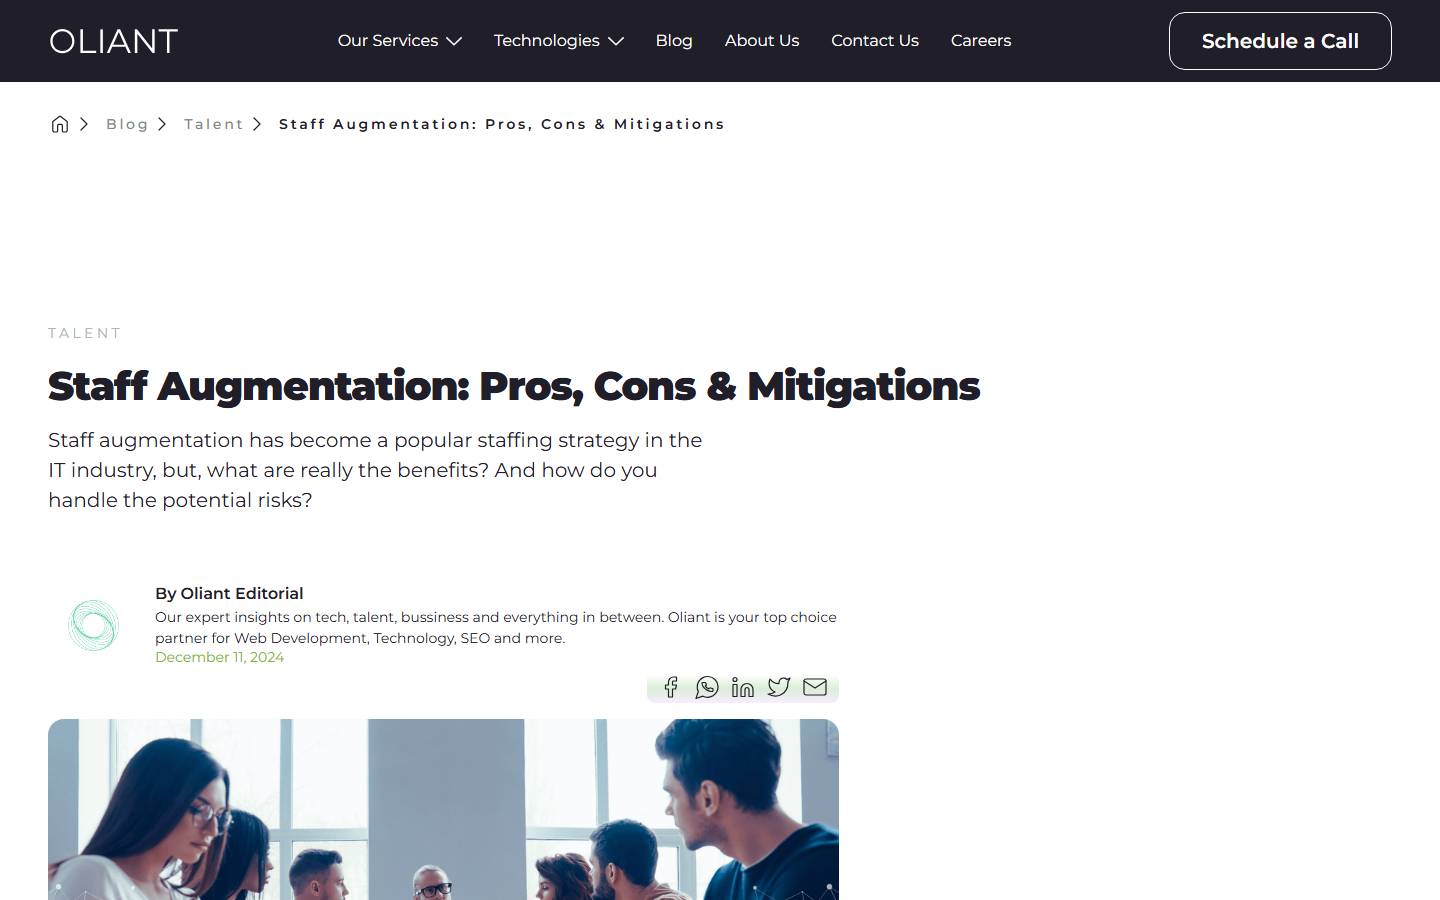 OLIANT
Our Services
Technologies
Blog
About Us
Contact Us
Careers
Schedule a Call
Blog
Talent
Staff Augmentation: Pros, Cons & Mitigations
TALENT
Staff Augmentation: Pros, Cons & Mitigations
Staff augmentation has become a popular staffing strategy in the
IT industry, but, what are really the benefits? And how do you
handle the potential risks?
By Oliant Editorial
Our expert insights on tech, talent, bussiness and everything in between. Oliant is your top choice
partner for Web Development, Technology, SEO and more.
December 11, 2024